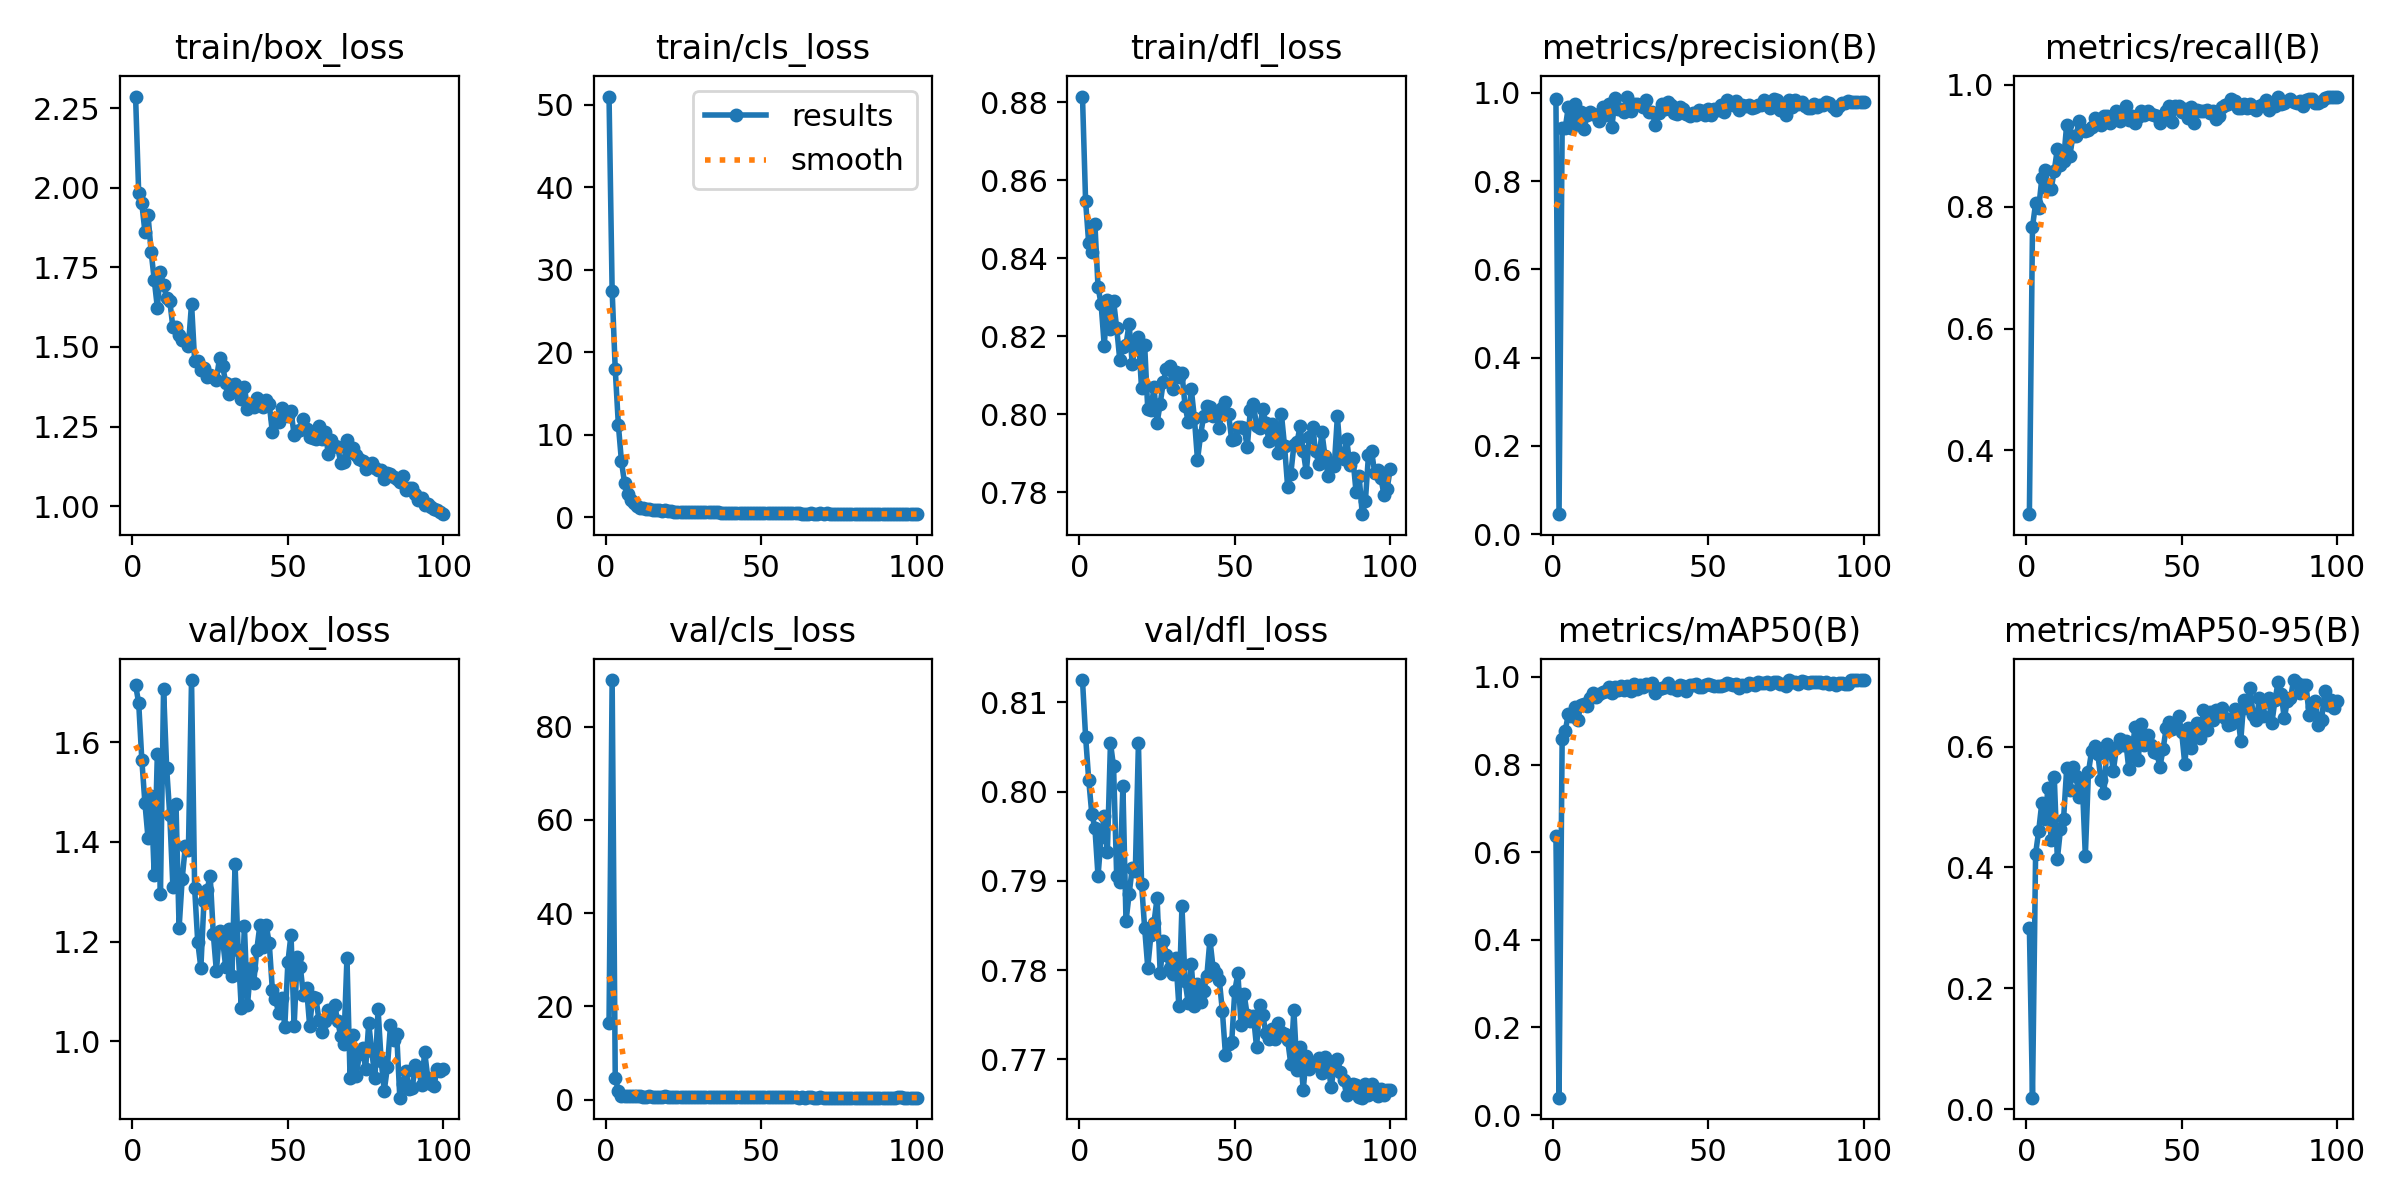 train/box_loss
2.25
2.00
1.75
1.50
1.25
1.00
0 50 100
train/cls_loss
50
40
30
20
10
0
results
smooth
0 50 100
train/dfl_loss
0.88
0.86
0.84
0.82
0.80
0.78
0 50 100
metrics/precision(B)
1.0
0.8
0.6
0.4
0.2
0.0
0 50 100
metrics/recall(B)
1.0
0.8
0.6
0.4
0 50 100
val/box_loss
1.6
1.4
1.2
1.0
0 50 100
val/cls_loss
80
60
40
20
0
0 50 100
val/dfl_loss
0.81
0.80
0.79
0.78
0.77
0 50 100
metrics/mAP50(B)
1.0
0.8
0.6
0.4
0.2
0.0
0 50 100
metrics/mAP50-95(B)
0.6
0.4
0.2
0.0
0 50 100